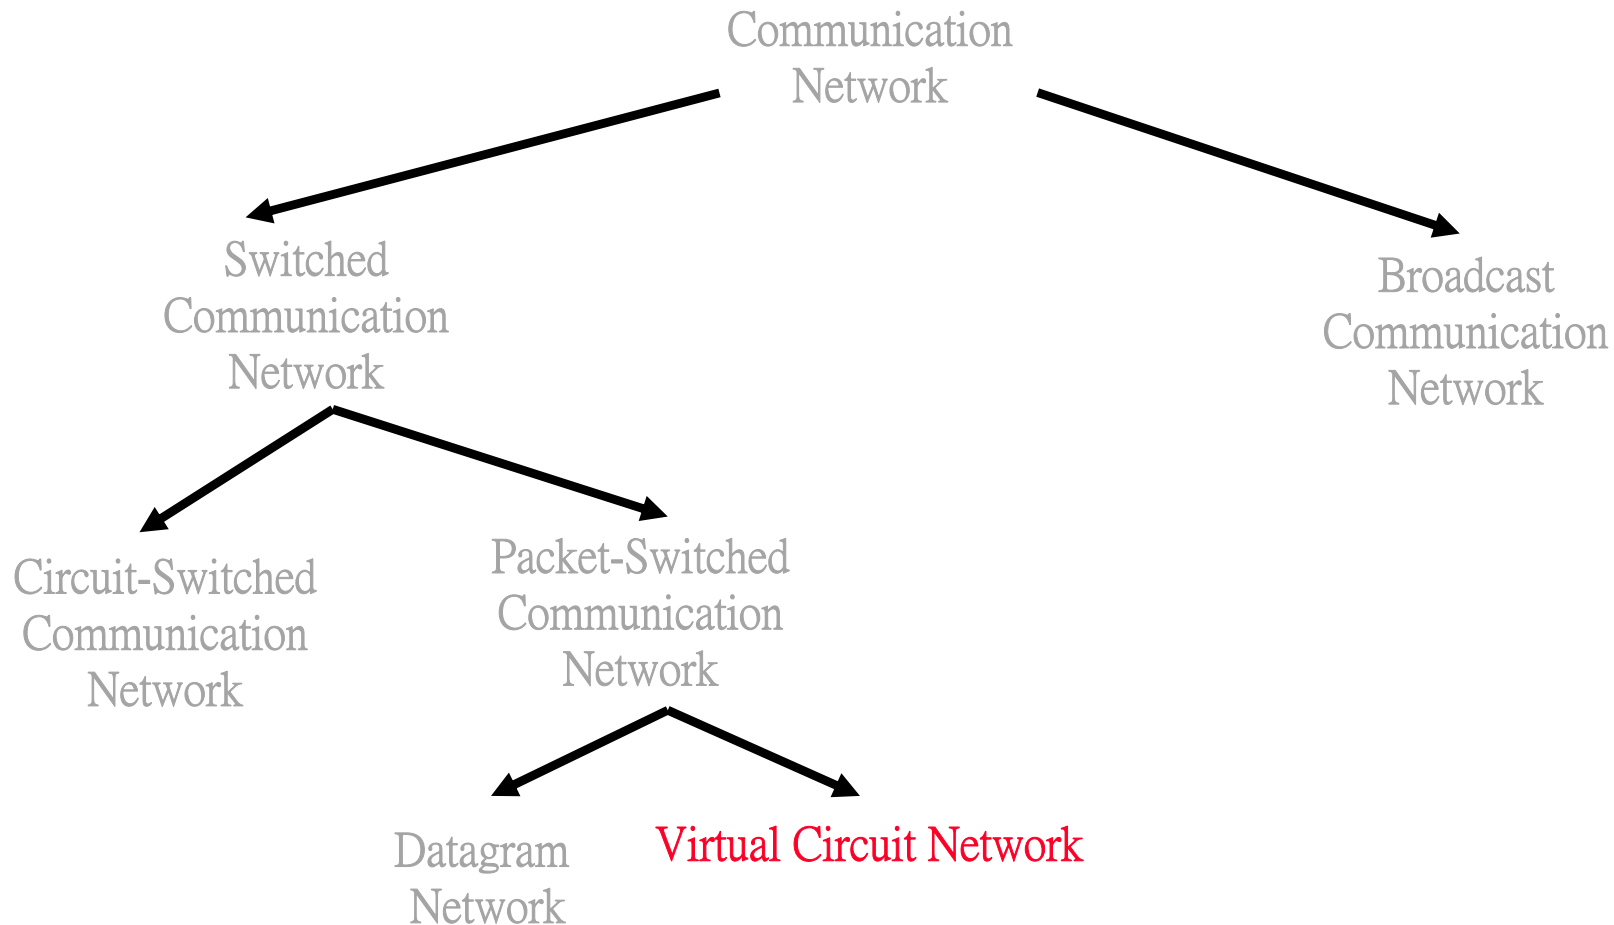 Communication
Network
Switched
Communication
Network
Broadcast
Communication
Network
Circuit-Switched
Communication
Network
Packet-Switched
Communication
Network
Datagram
Network
Virtual Circuit Network